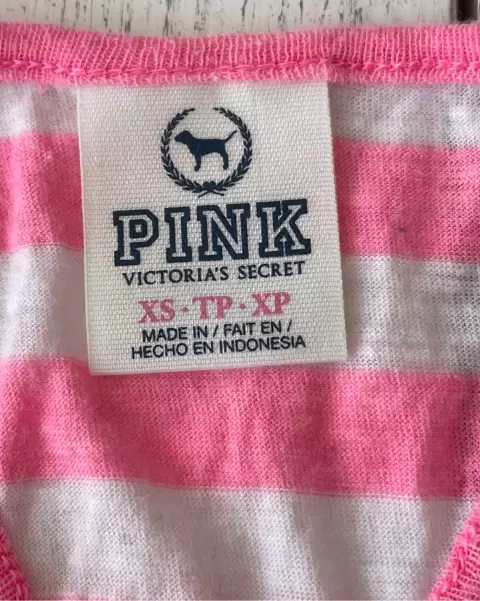 PINK
VICTORIA'S SECRET
XS · TP · XP
MADE IN / FAIT EN /
HECHO EN INDONESIA